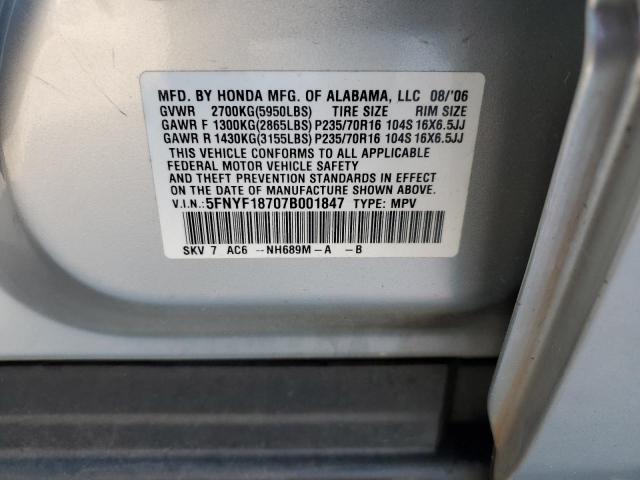 MFD. BY HONDA MFG. OF ALABAMA, LLC 08/'06
GVWR 2700KG(5950LBS) TIRE SIZE RIM SIZE
GAWR F 1300KG(2865LBS) P235/70R16 104S 16X6.5JJ
GAWR R 1430KG(3155LBS) P235/70R16 104S 16X6.5JJ
THIS VEHICLE CONFORMS TO ALL APPLICABLE
FEDERAL MOTOR VEHICLE SAFETY
AND THEFT PREVENTION STANDARDS IN EFFECT
ON THE DATE OF MANUFACTURE SHOWN ABOVE.
V.I.N.:5FNYF18707B001847 TYPE: MPV
SKV 7 AC6 --NH689M-A -B